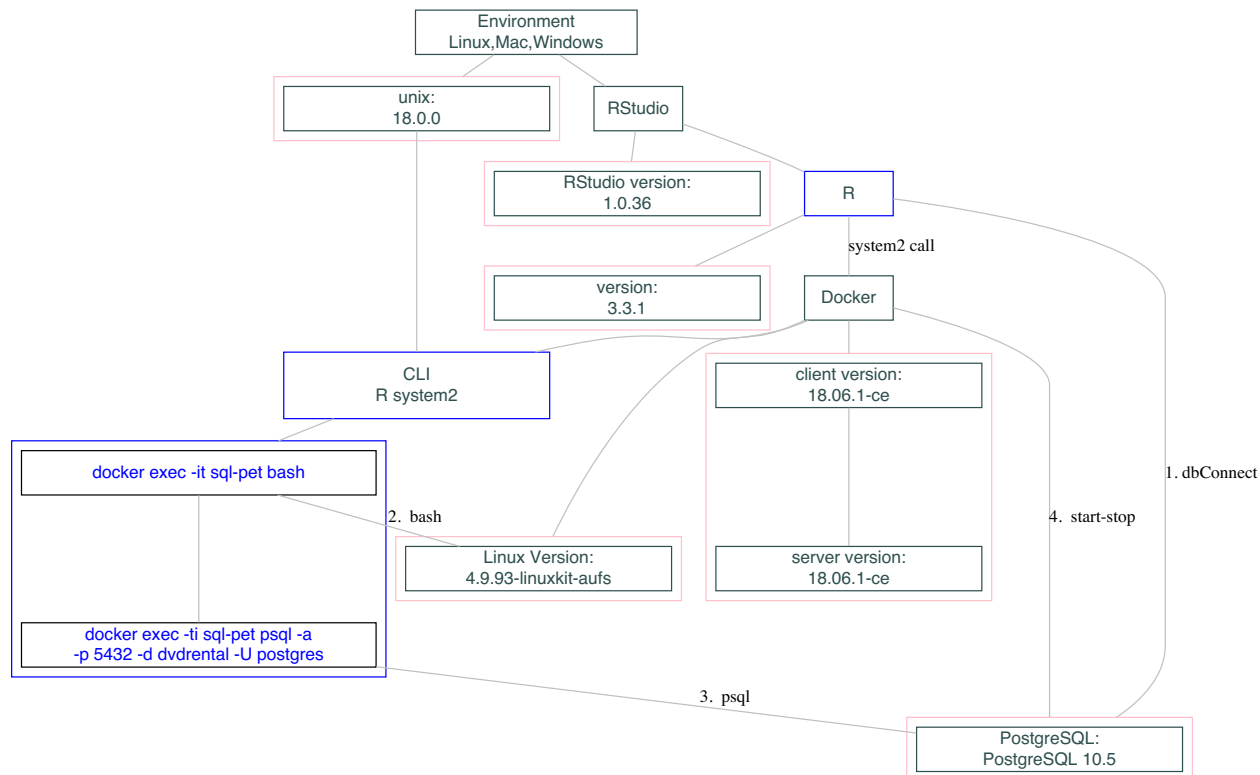 Environment
Linux,Mac,Windows
unix:
18.0.0
RStudio
RStudio version:
1.0.36
R
system2 call
version:
3.3.1
Docker
CLI
R system2
client version:
18.06.1-ce
docker exec -it sql-pet bash
1. dbConnect
2.  bash
4.  start-stop
Linux Version:
4.9.93-linuxkit-aufs
server version:
18.06.1-ce
docker exec -ti sql-pet psql -a
-p 5432 -d dvdrental -U postgres
3.  psql
PostgreSQL:
PostgreSQL 10.5